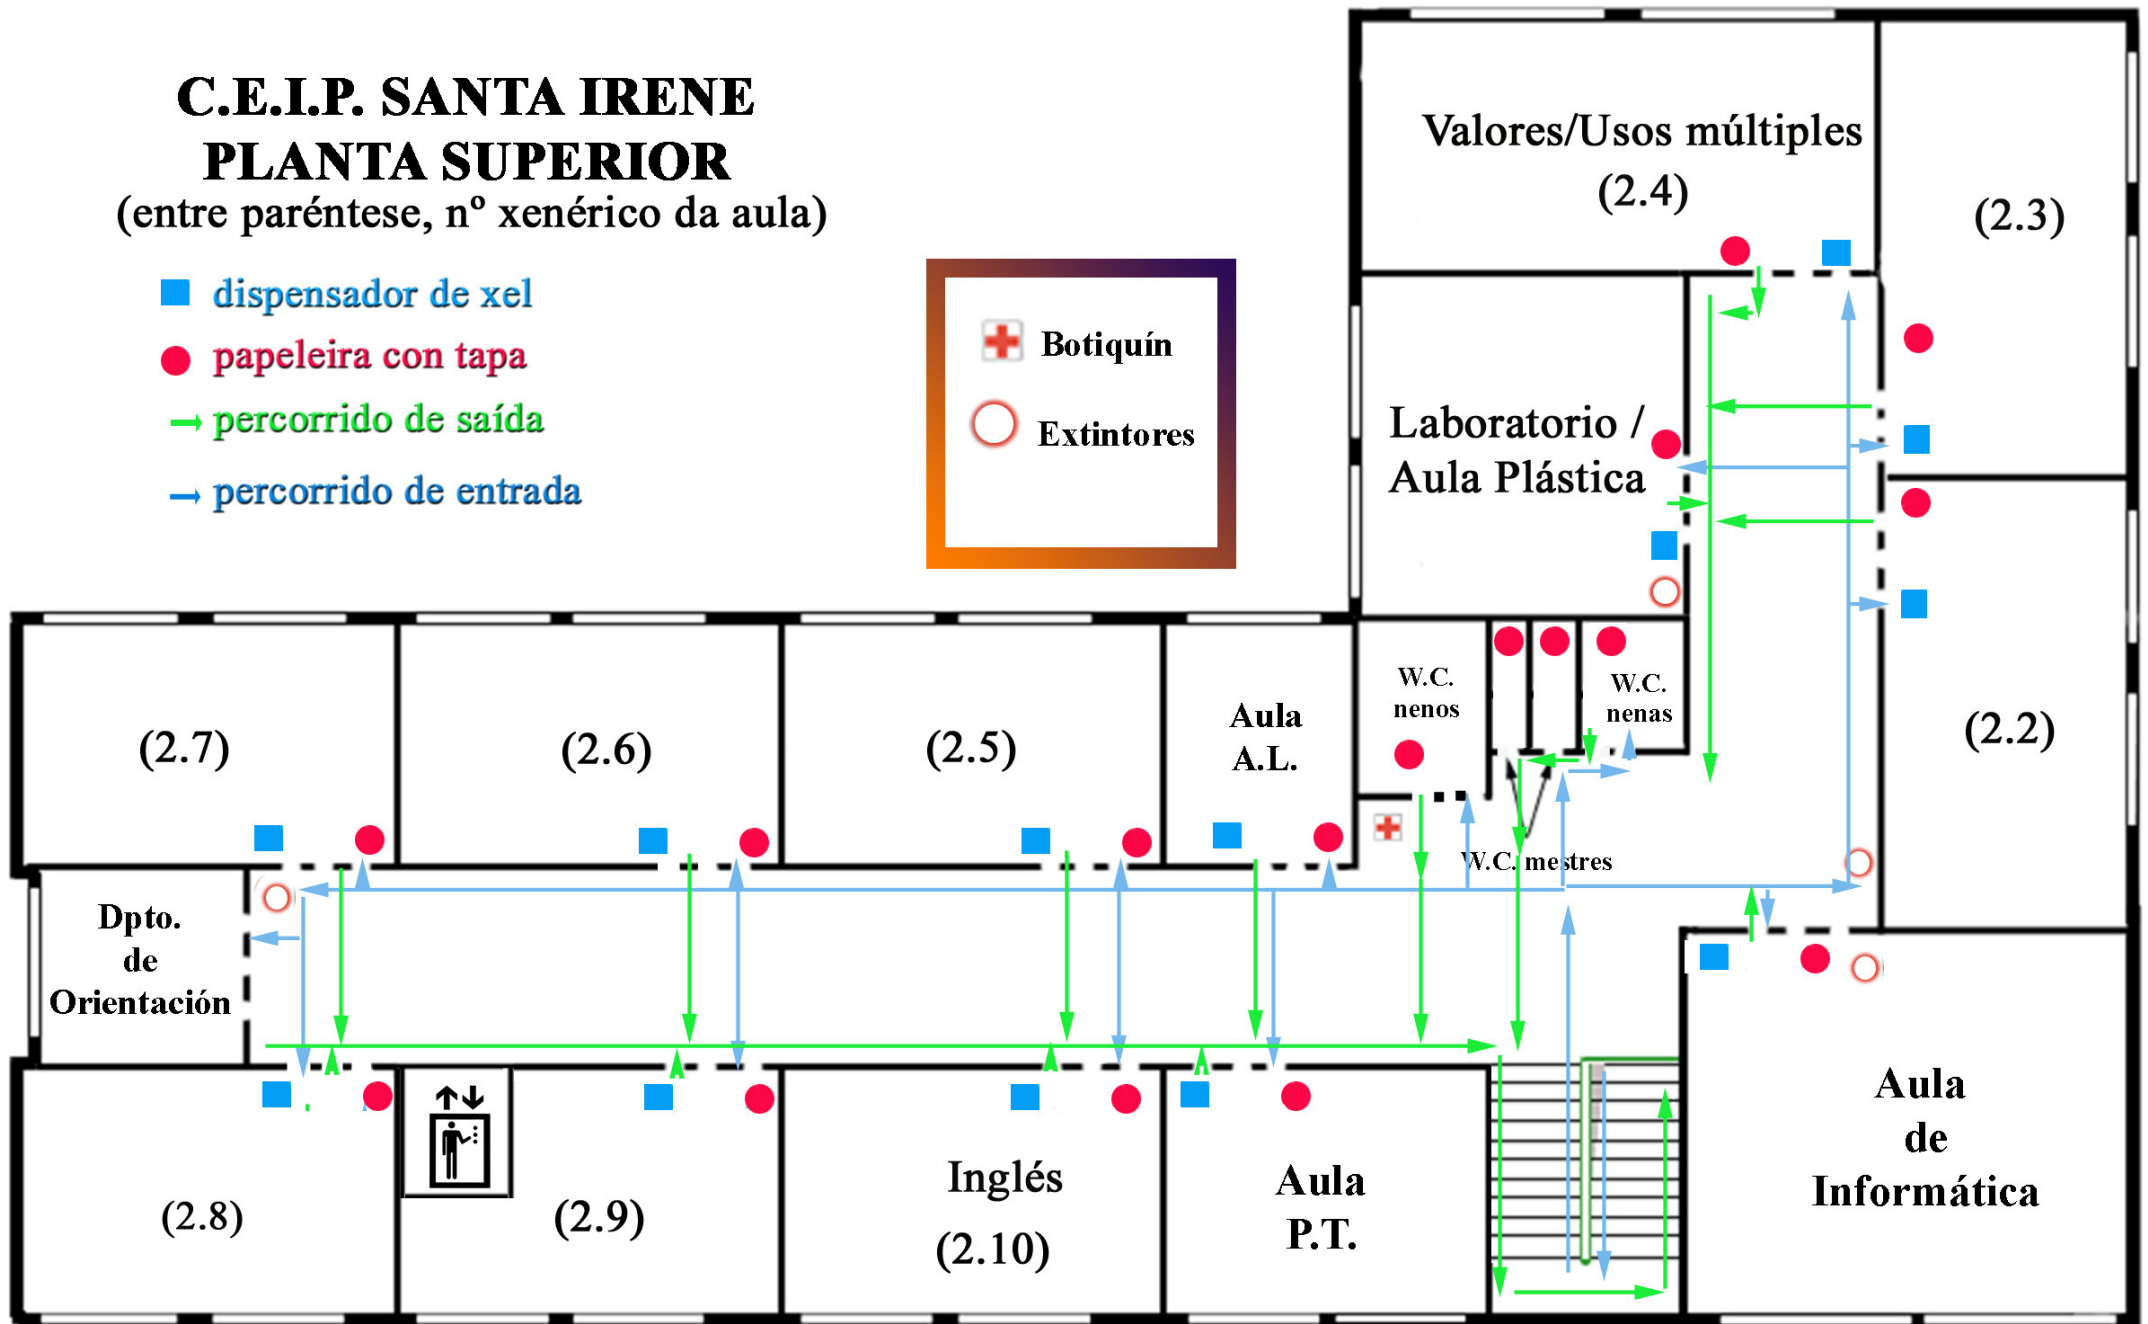 C.E.I.P. SANTA IRENE
PLANTA SUPERIOR
(entre paréntese, nº xenérico da aula)
dispensador de xel
papeleira con tapa
percorrido de saída
percorrido de entrada
Botiquín
Extintores
Valores/Usos múltiples
(2.4)
(2.3)
Laboratorio /
Aula Plástica
(2.2)
(2.7)
(2.6)
(2.5)
Aula
A.L.
W.C.
nenos
W.C.
nenas
W.C. mestres
Dpto.
de
Orientación
(2.8)
(2.9)
Inglés
(2.10)
Aula
P.T.
Aula
de
Informática